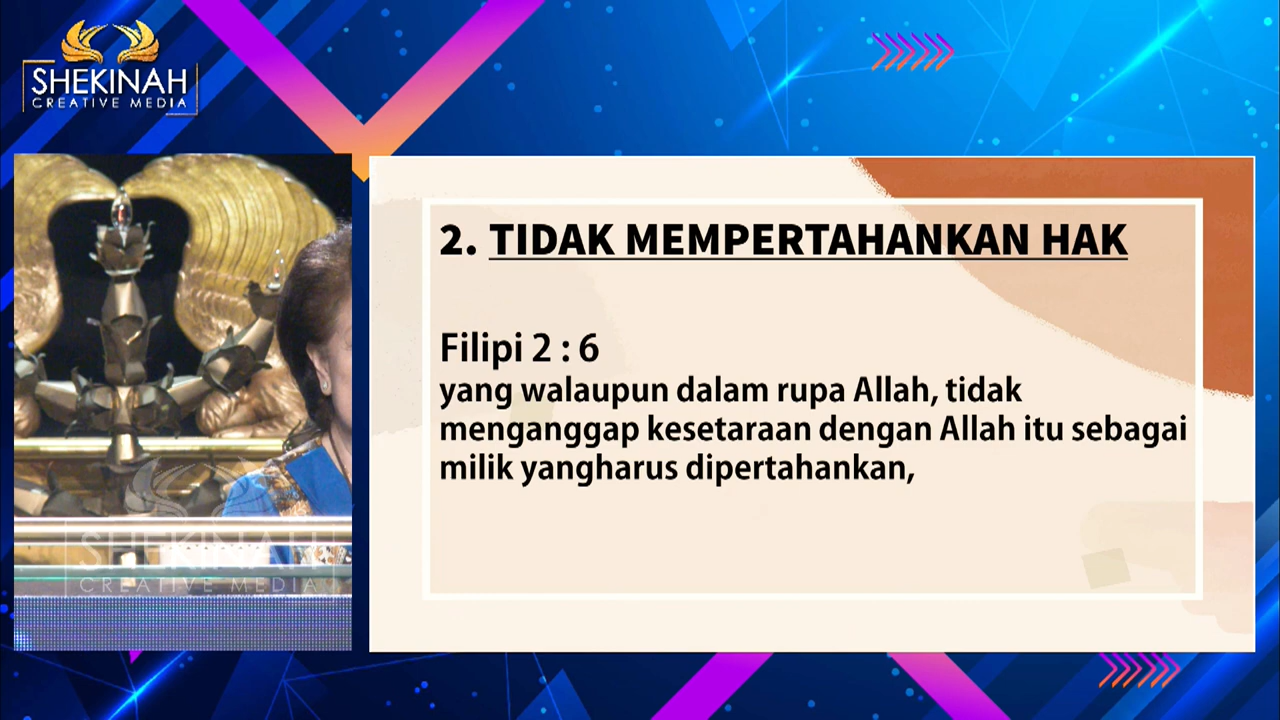 SHEKINAH
CREATIVE MEDIA
2. TIDAK MEMPERTAHANKAN HAK
Filipi 2 : 6
yang walaupun dalam rupa Allah, tidak
menganggap kesetaraan dengan Allah itu sebagai
milik yangharus dipertahankan,
SHEKINAH
CREATIVE MEDIA